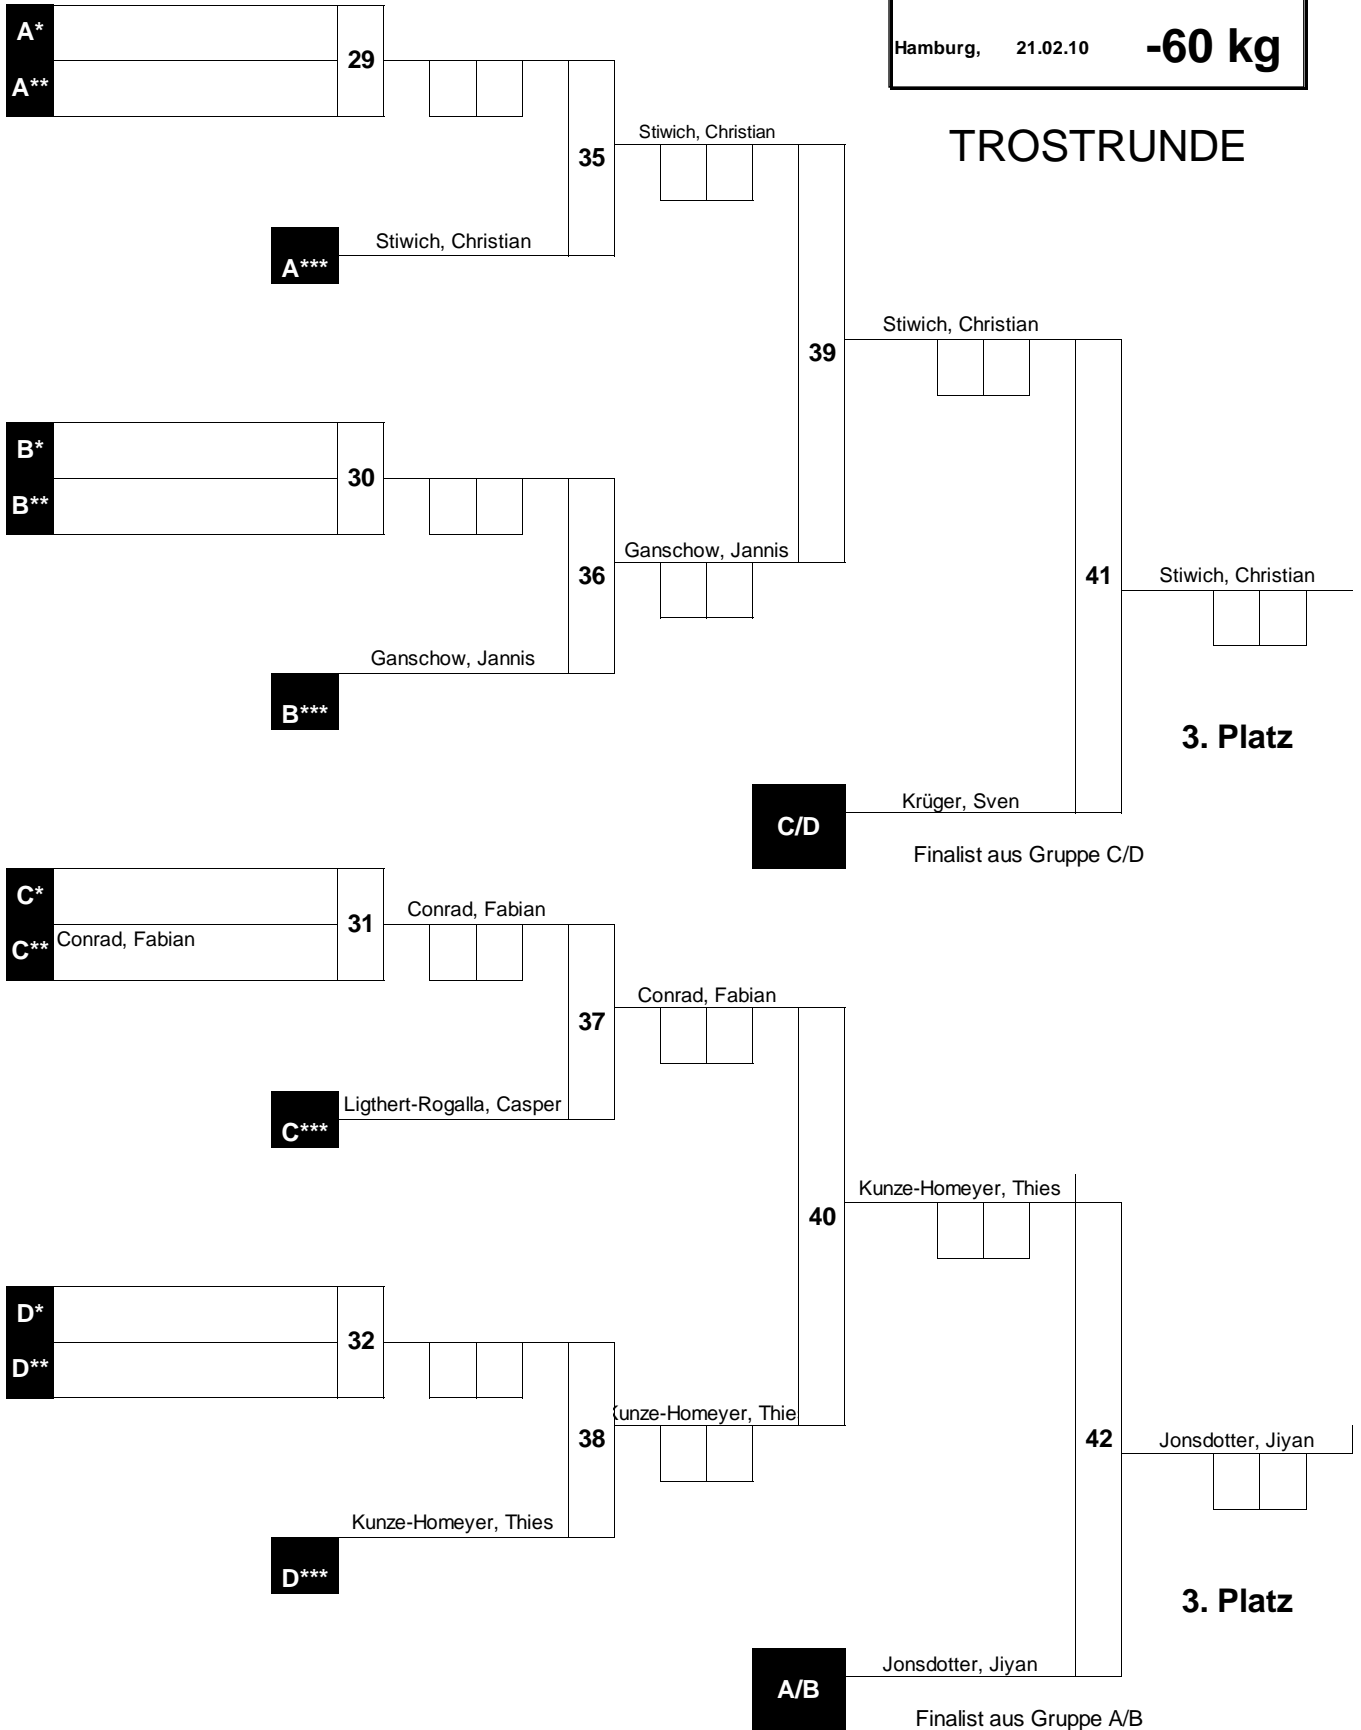 A*
29
A**
Hamburg, 21.02.10 -60 kg
TROSTRUNDE
Stiwich, Christian
35
Stiwich, Christian
A***
Stiwich, Christian
39
B*
30
B**
Ganschow, Jannis
36
41
Stiwich, Christian
Ganschow, Jannis
B***
3. Platz
Krüger, Sven
C/D
Finalist aus Gruppe C/D
C*
31
Conrad, Fabian
C** Conrad, Fabian
Conrad, Fabian
37
Ligthert-Rogalla, Casper
C***
Kunze-Homeyer, Thies
40
D*
32
D**
Kunze-Homeyer, Thie
38
42
Jonsdotter, Jiyan
Kunze-Homeyer, Thies
D***
3. Platz
Jonsdotter, Jiyan
A/B
Finalist aus Gruppe A/B